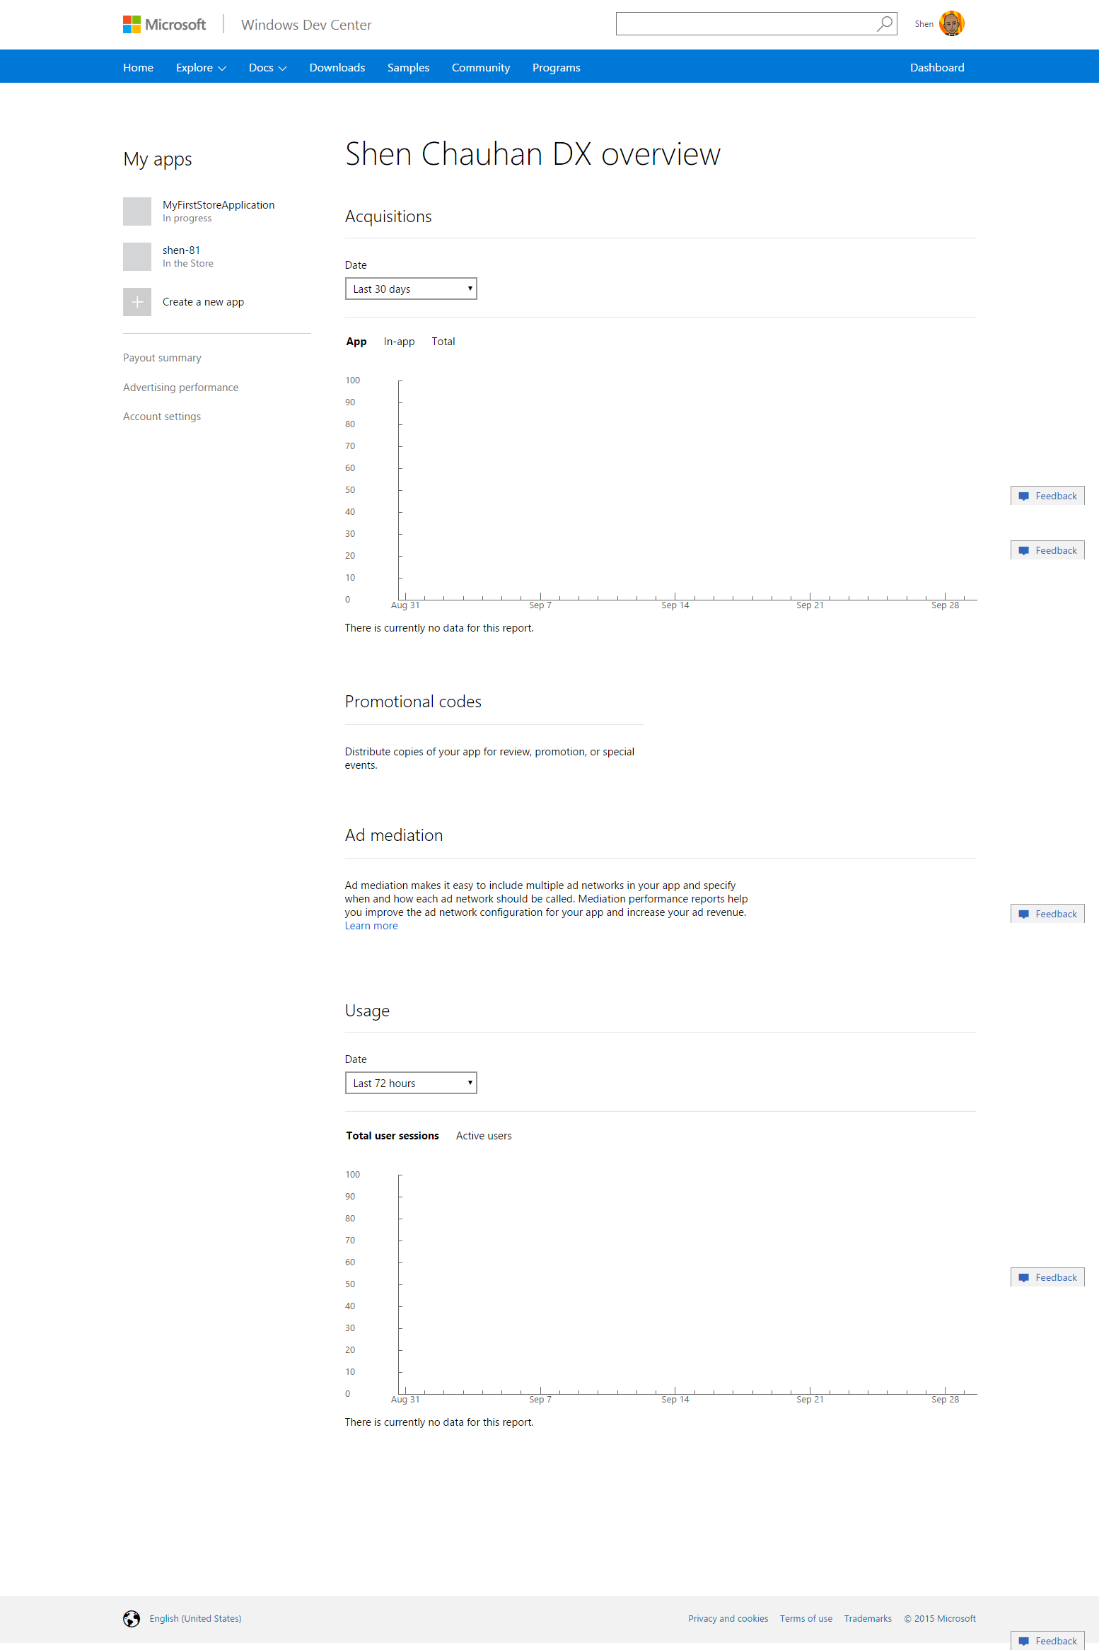 Microsoft
Windows Dev Center
Shen
Home Explore Docs Downloads Samples Community Programs Dashboard
My apps
MyFirstStoreApplication
In progress
shen-81
In the Store
Create a new app
Payout summary
Advertising performance
Account settings
Shen Chauhan DX overview
Acquisitions
Date
Last 30 days
App In-app Total
100
90
80
70
60
50
40
30
20
10
0
Aug 31 Sep 7 Sep 14 Sep 21 Sep 28
There is currently no data for this report.
Feedback
Feedback
Promotional codes
Distribute copies of your app for review, promotion, or special
events.
Ad mediation
Ad mediation makes it easy to include multiple ad networks in your app and specify
when and how each ad network should be called. Mediation performance reports help
you improve the ad network configuration for your app and increase your ad revenue.
Learn more
Feedback
Usage
Date
Last 72 hours
Total user sessions Active users
100
90
80
70
60
50
40
30
20
10
0
Aug 31 Sep 7 Sep 14 Sep 21 Sep 28
There is currently no data for this report.
Feedback
English (United States)
Privacy and cookies Terms of use Trademarks © 2015 Microsoft
Feedback